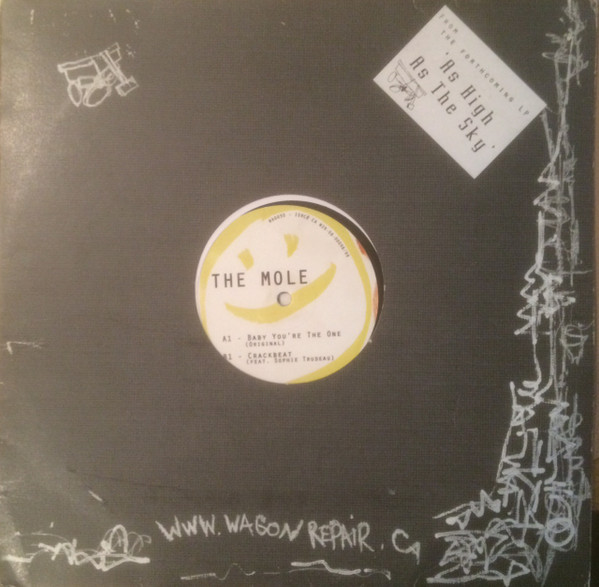 FROM
THE FORTHCOMING LP
'As High
As The Sky'
THE MOLE
A1 - Baby You're The One
(Original)
B1 - Crackbeat
(feat. Sophie Trudeau)
WWW.WAGONREPAIR.CA